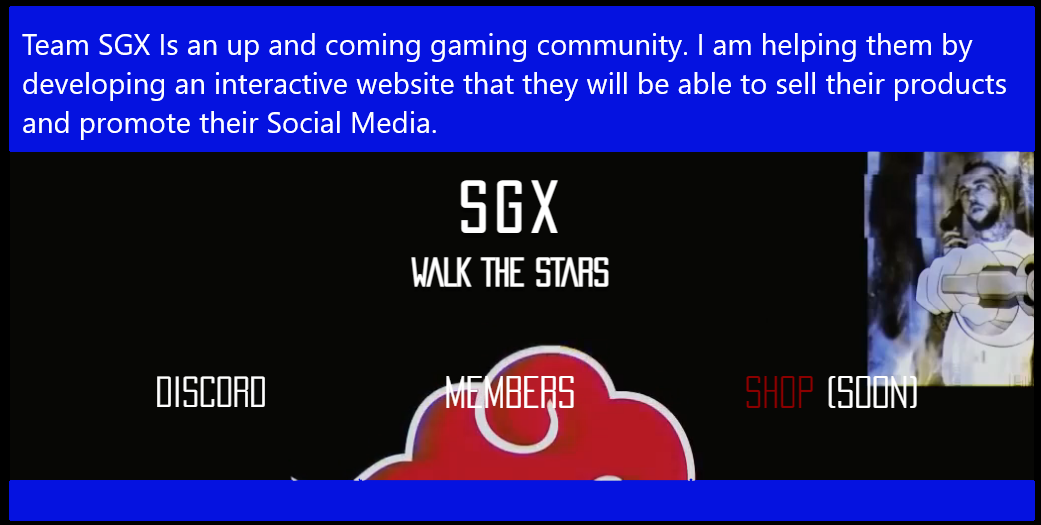 Team SGX Is an up and coming gaming community. I am helping them by
developing an interactive website that they will be able to sell their products
and promote their Social Media.
SGX
WALK THE STARS
DISCORD
MEMBERS
SHOP (SOON)